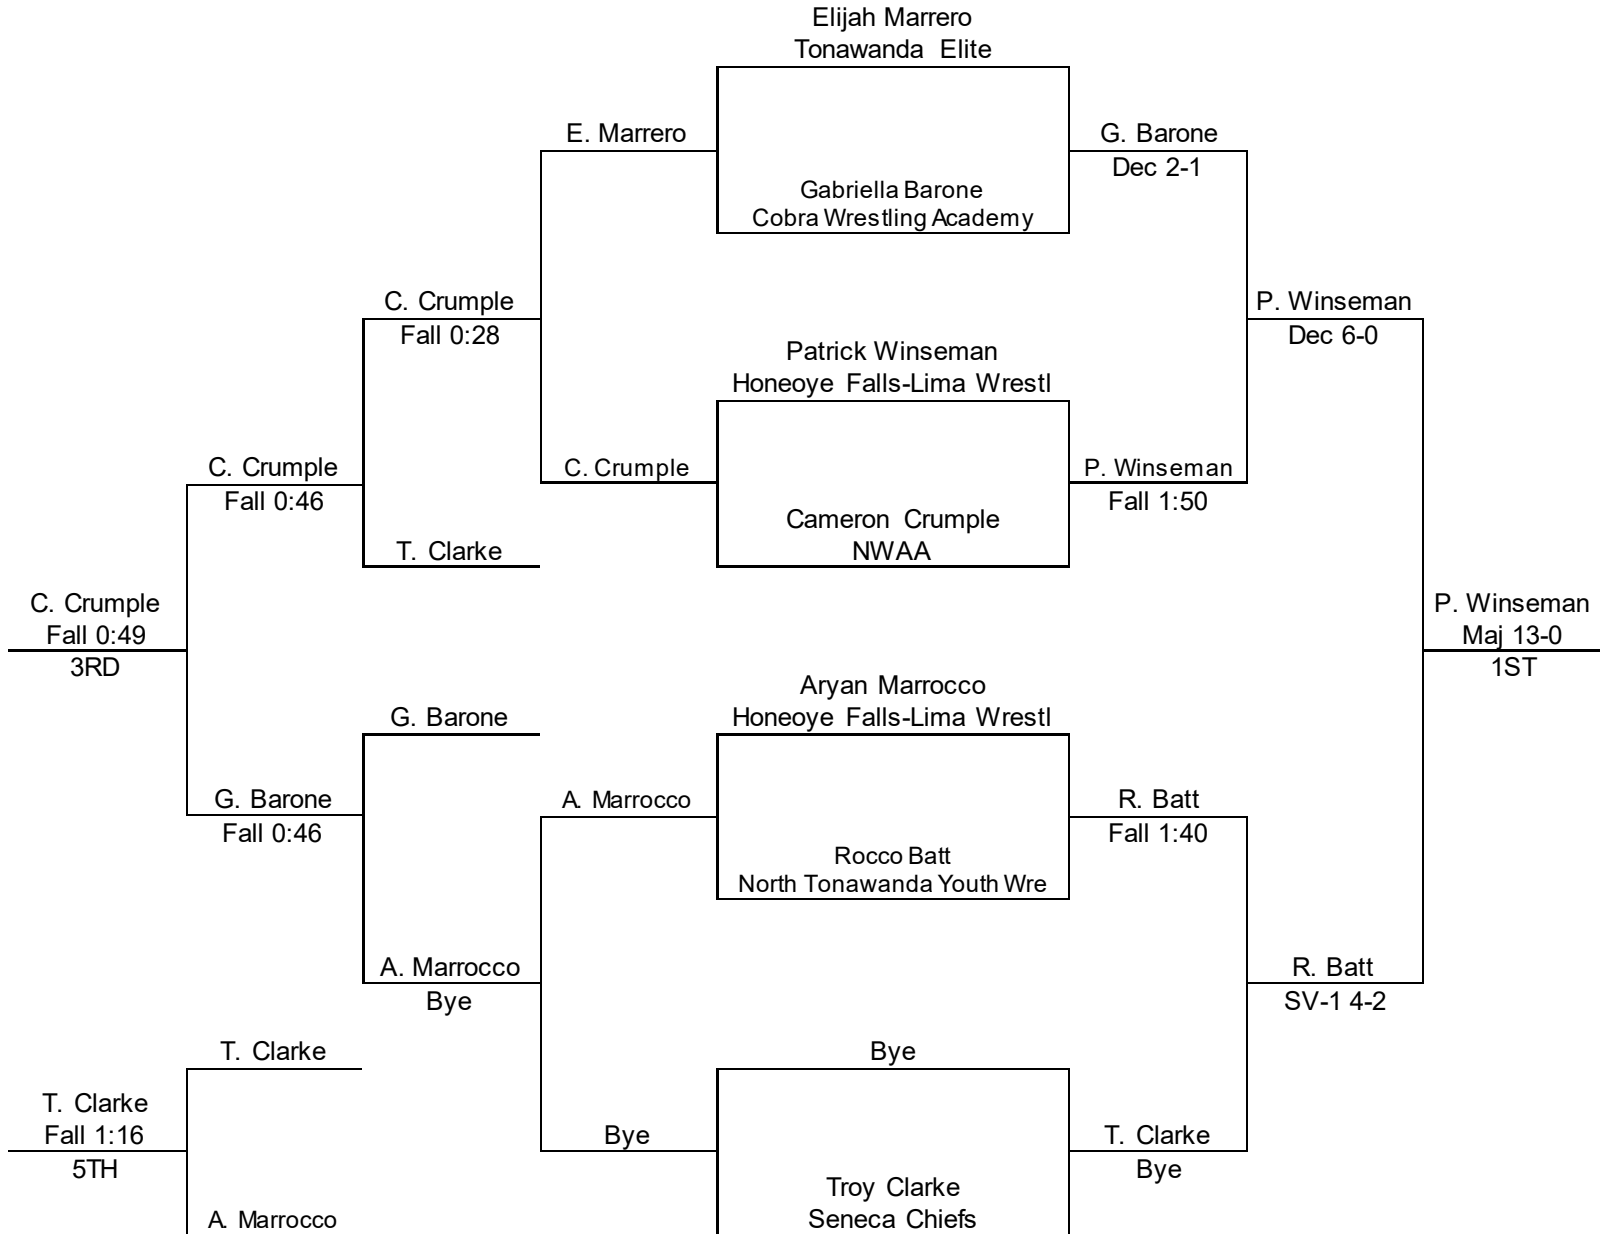 Elijah Marrero
Tonawanda Elite
E. Marrero
G. Barone
Dec 2-1
Gabriella Barone
Cobra Wrestling Academy
C. Crumple
Fall 0:28
P. Winseman
Dec 6-0
Patrick Winseman
Honeoye Falls-Lima Wrestl
C. Crumple
Fall 0:46
C. Crumple
P. Winseman
Fall 1:50
Cameron Crumple
NWAA
T. Clarke
C. Crumple
Fall 0:49
3RD
P. Winseman
Maj 13-0
1ST
Aryan Marrocco
Honeoye Falls-Lima Wrestl
G. Barone
G. Barone
Fall 0:46
A. Marrocco
R. Batt
Fall 1:40
Rocco Batt
North Tonawanda Youth Wre
A. Marrocco
Bye
R. Batt
SV-1 4-2
T. Clarke
Bye
T. Clarke
Fall 1:16
5TH
Bye
T. Clarke
Bye
Troy Clarke
Seneca Chiefs
A. Marrocco